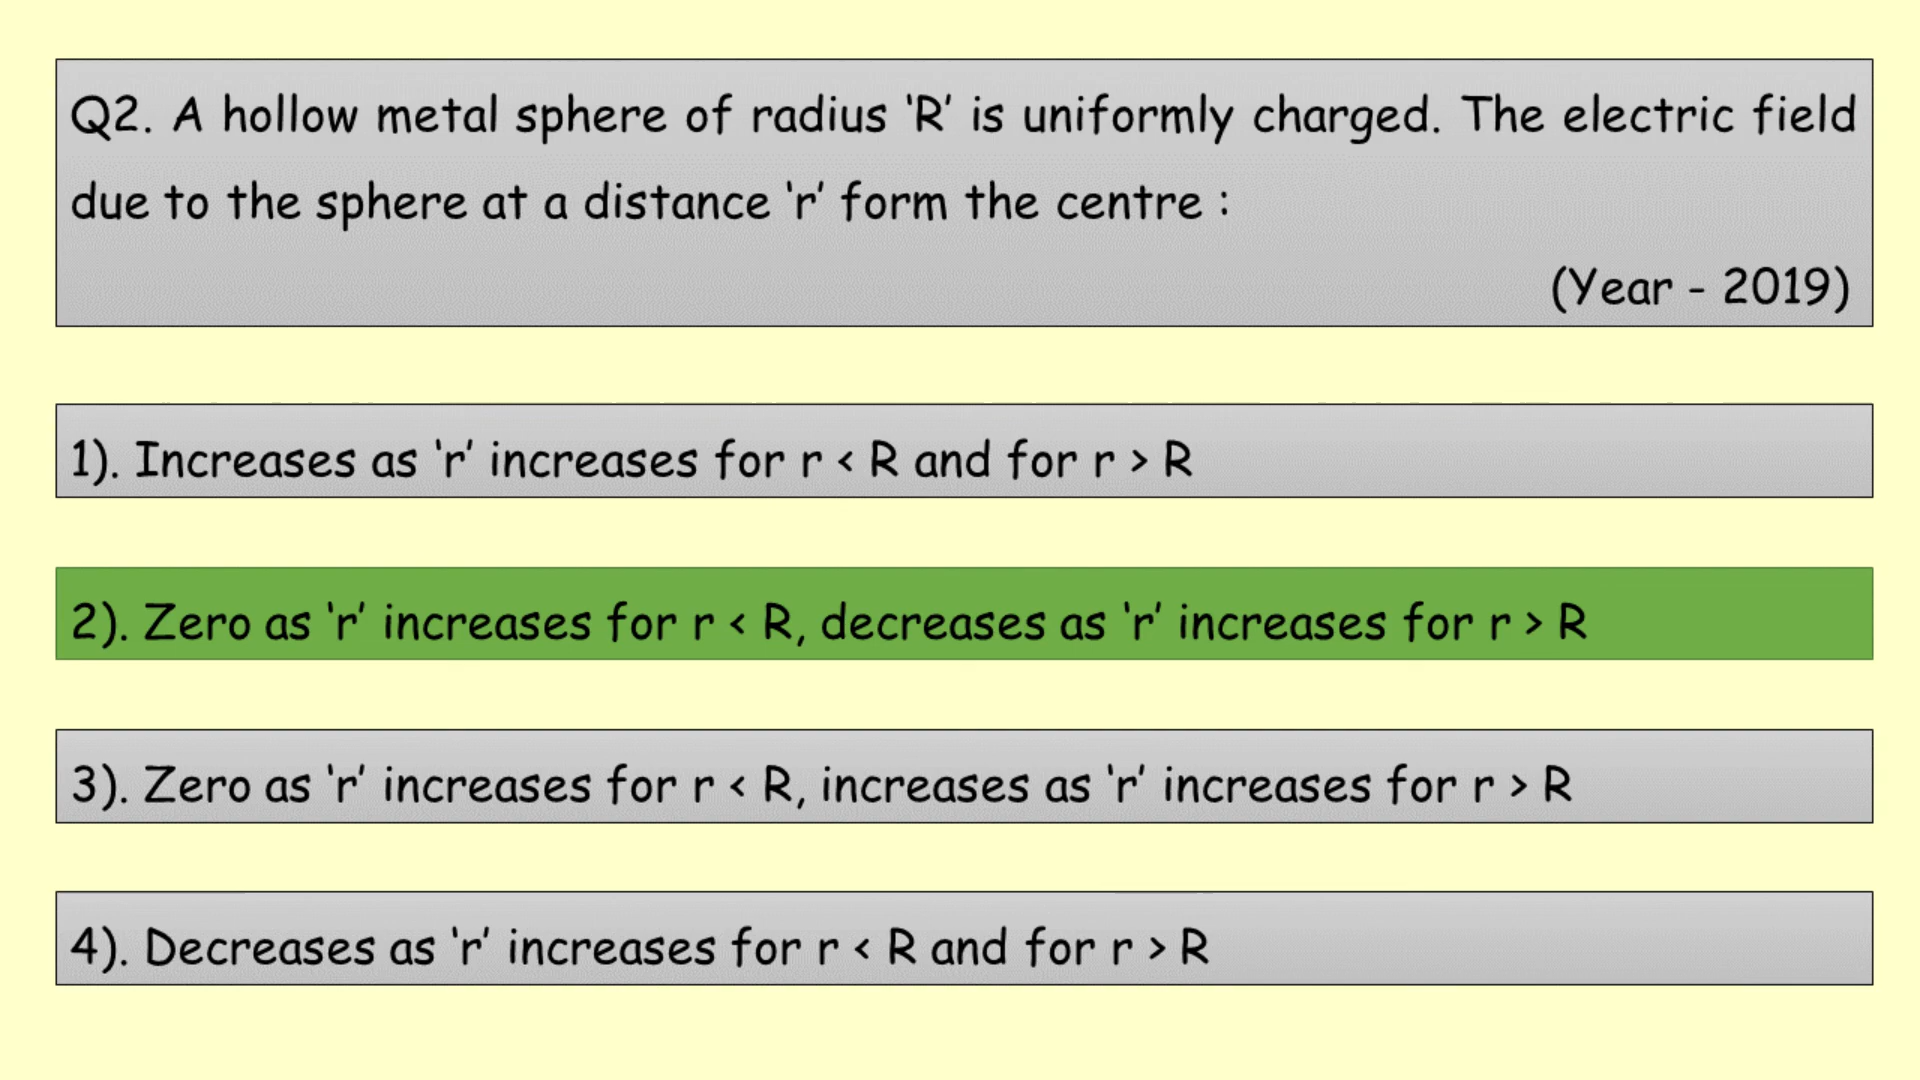 Q2. A hollow metal sphere of radius ‘R’ is uniformly charged. The electric field
due to the sphere at a distance ‘r’ form the centre :
(Year - 2019)
1). Increases as ‘r’ increases for r < R and for r > R
2). Zero as ‘r’ increases for r < R, decreases as ‘r’ increases for r > R
3). Zero as ‘r’ increases for r < R, increases as ‘r’ increases for r > R
4). Decreases as ‘r’ increases for r < R and for r > R